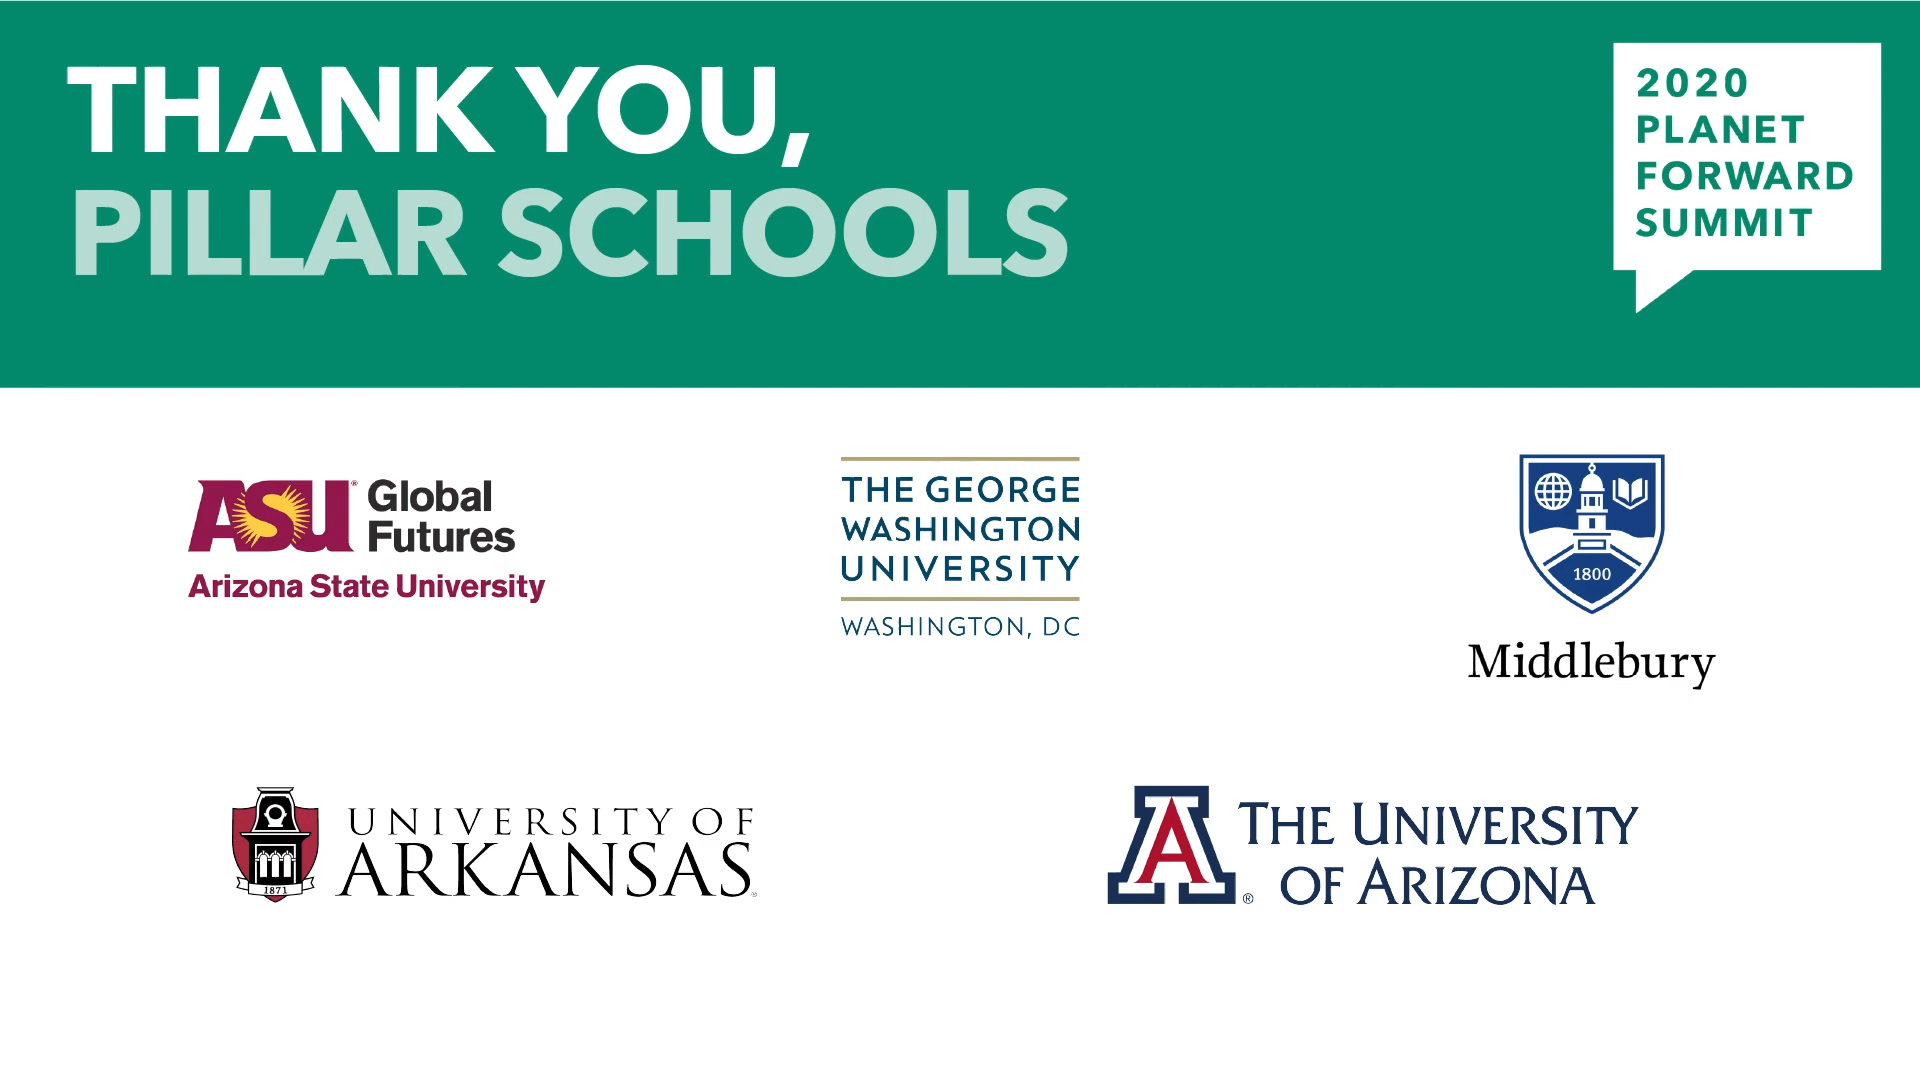 THANK YOU,
PILLAR SCHOOLS
2020
PLANET
FORWARD
SUMMIT
ASU® Global
Futures
Arizona State University
THE GEORGE
WASHINGTON
UNIVERSITY
WASHINGTON, DC
1800
Middlebury
1871
UNIVERSITY OF
ARKANSAS®
A®
THE UNIVERSITY
OF ARIZONA